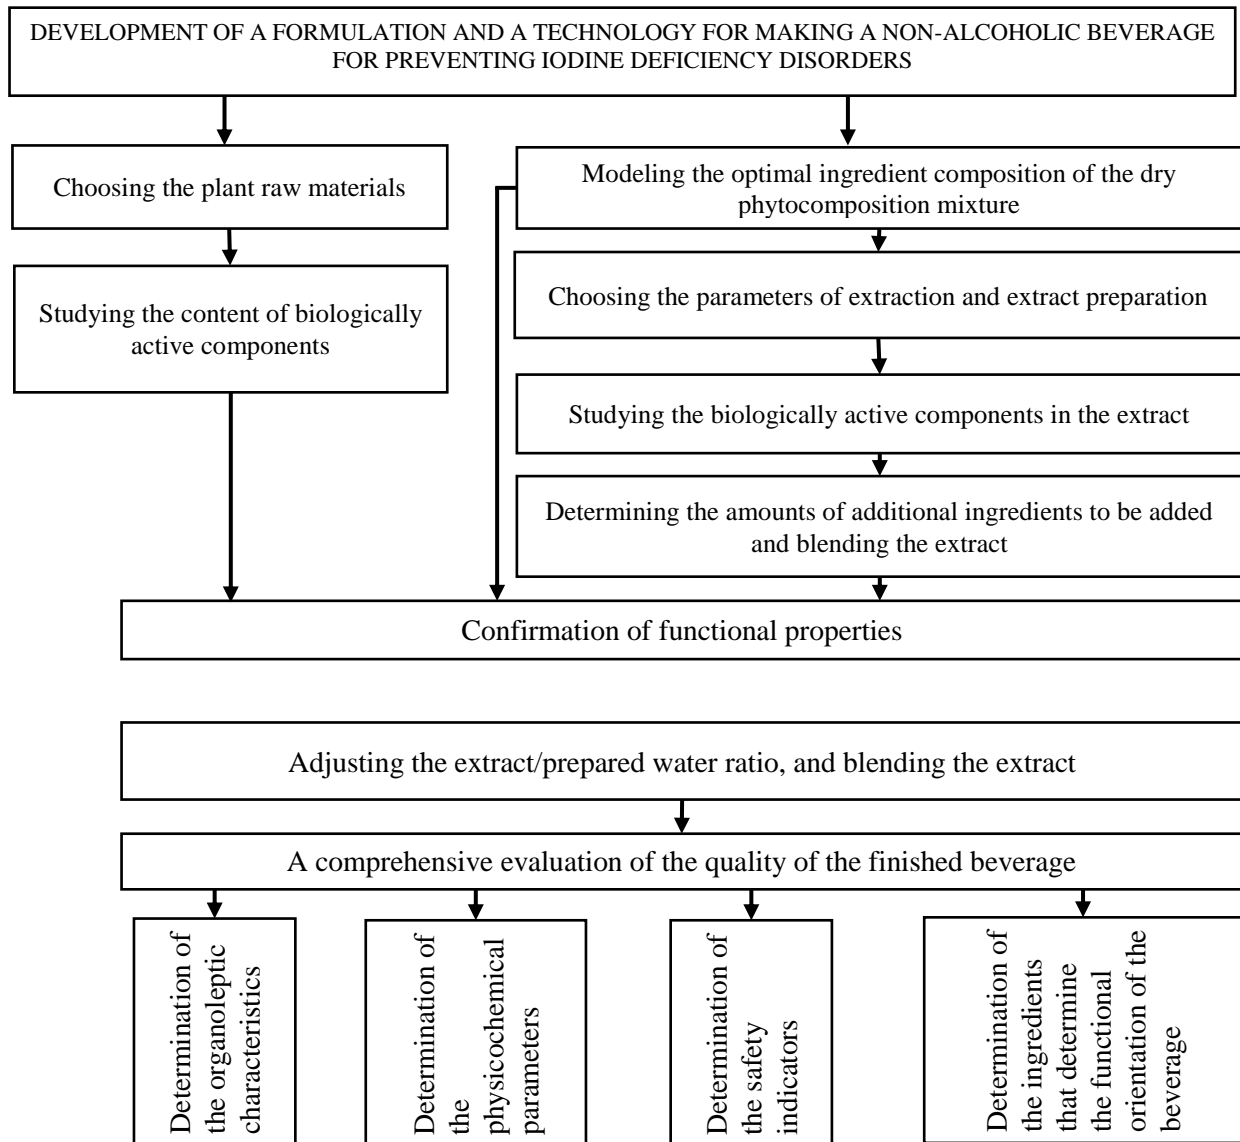 DEVELOPMENT OF A FORMULATION AND A TECHNOLOGY FOR MAKING A NON-ALCOHOLIC BEVERAGE
FOR PREVENTING IODINE DEFICIENCY DISORDERS
Choosing the plant raw materials
Studying the content of biologically
active components
Modeling the optimal ingredient composition of the dry
phytocomposition mixture
Choosing the parameters of extraction and extract preparation
Studying the biologically active components in the extract
Determining the amounts of additional ingredients to be added
and blending the extract
Confirmation of functional properties
Adjusting the extract/prepared water ratio, and blending the extract
A comprehensive evaluation of the quality of the finished beverage
Determination of
the organoleptic
characteristics
Determination of
the
physicochemical
parameters
Determination of
the safety
indicators
Determination of
the ingredients
that determine
the functional
orientation of the
beverage